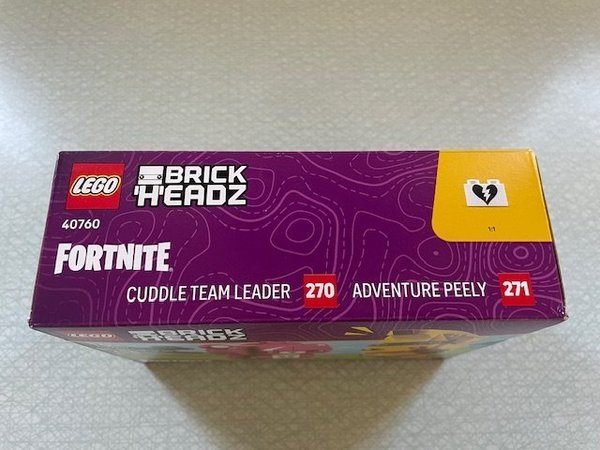 LEGO
BRICK
HEADZ
40760
FORTNITE
CUDDLE TEAM LEADER 270 ADVENTURE PEELY 271
1:1
LEGO
BRICK
HEADZ